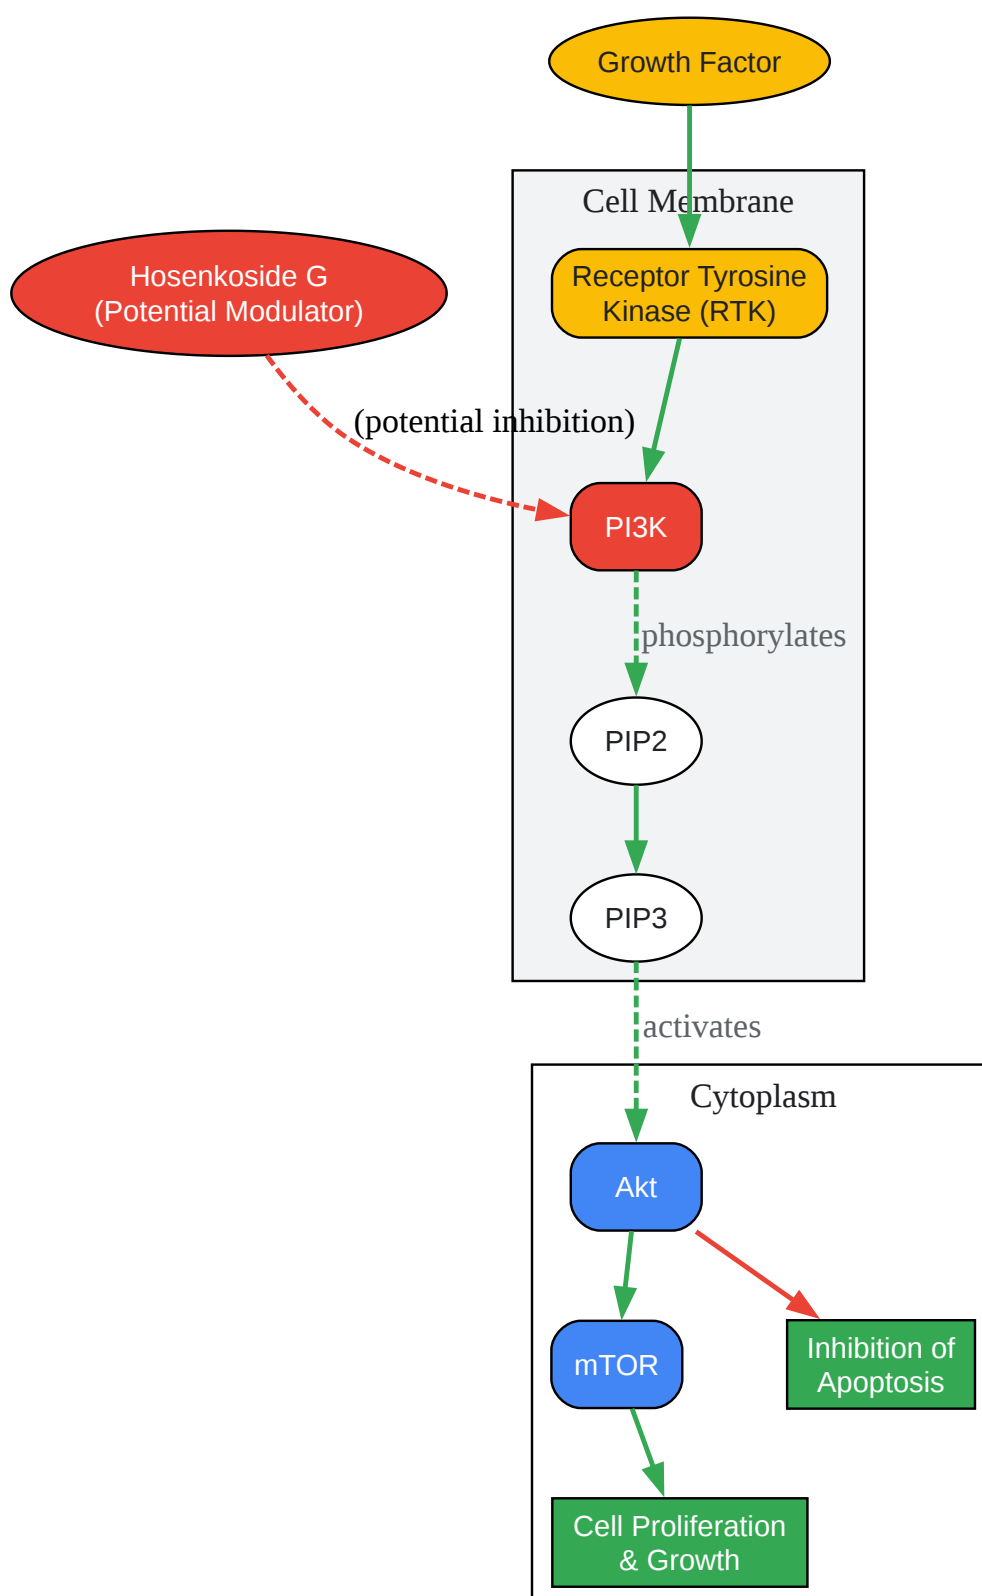 Growth Factor
Cell Membrane
Hosenkoside G
(Potential Modulator)
Receptor Tyrosine
Kinase (RTK)
(potential inhibition)
PI3K
phosphorylates
PIP2
PIP3
activates
Cytoplasm
Akt
mTOR
Inhibition of
Apoptosis
Cell Proliferation
& Growth